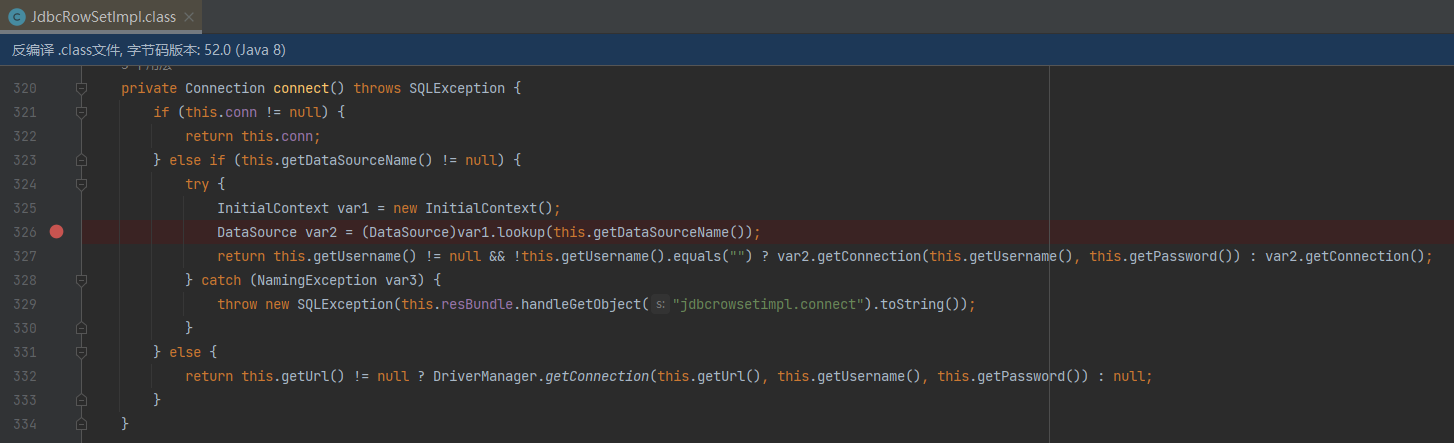 JdbcRowSetImpl.class
反编译 .class文件, 字节码版本: 52.0 (Java 8)
320 private Connection connect() throws SQLException {
321 if (this.conn != null) {
322 return this.conn;
323 } else if (this.getDataSourceName() != null) {
324 try {
325 InitialContext var1 = new InitialContext();
326 DataSource var2 = (DataSource)var1.lookup(this.getDataSourceName());
327 return this.getUsername() != null && !this.getUsername().equals("") ? var2.getConnection(this.getUsername(), this.getPassword()) : var2.getConnection();
328 } catch (NamingException var3) {
329 throw new SQLException(this.resBundle.handleGetObject( s: "jdbcrowsetimpl.connect").toString());
330 }
331 } else {
332 return this.getUrl() != null ? DriverManager.getConnection(this.getUrl(), this.getUsername(), this.getPassword()) : null;
333 }
334 }